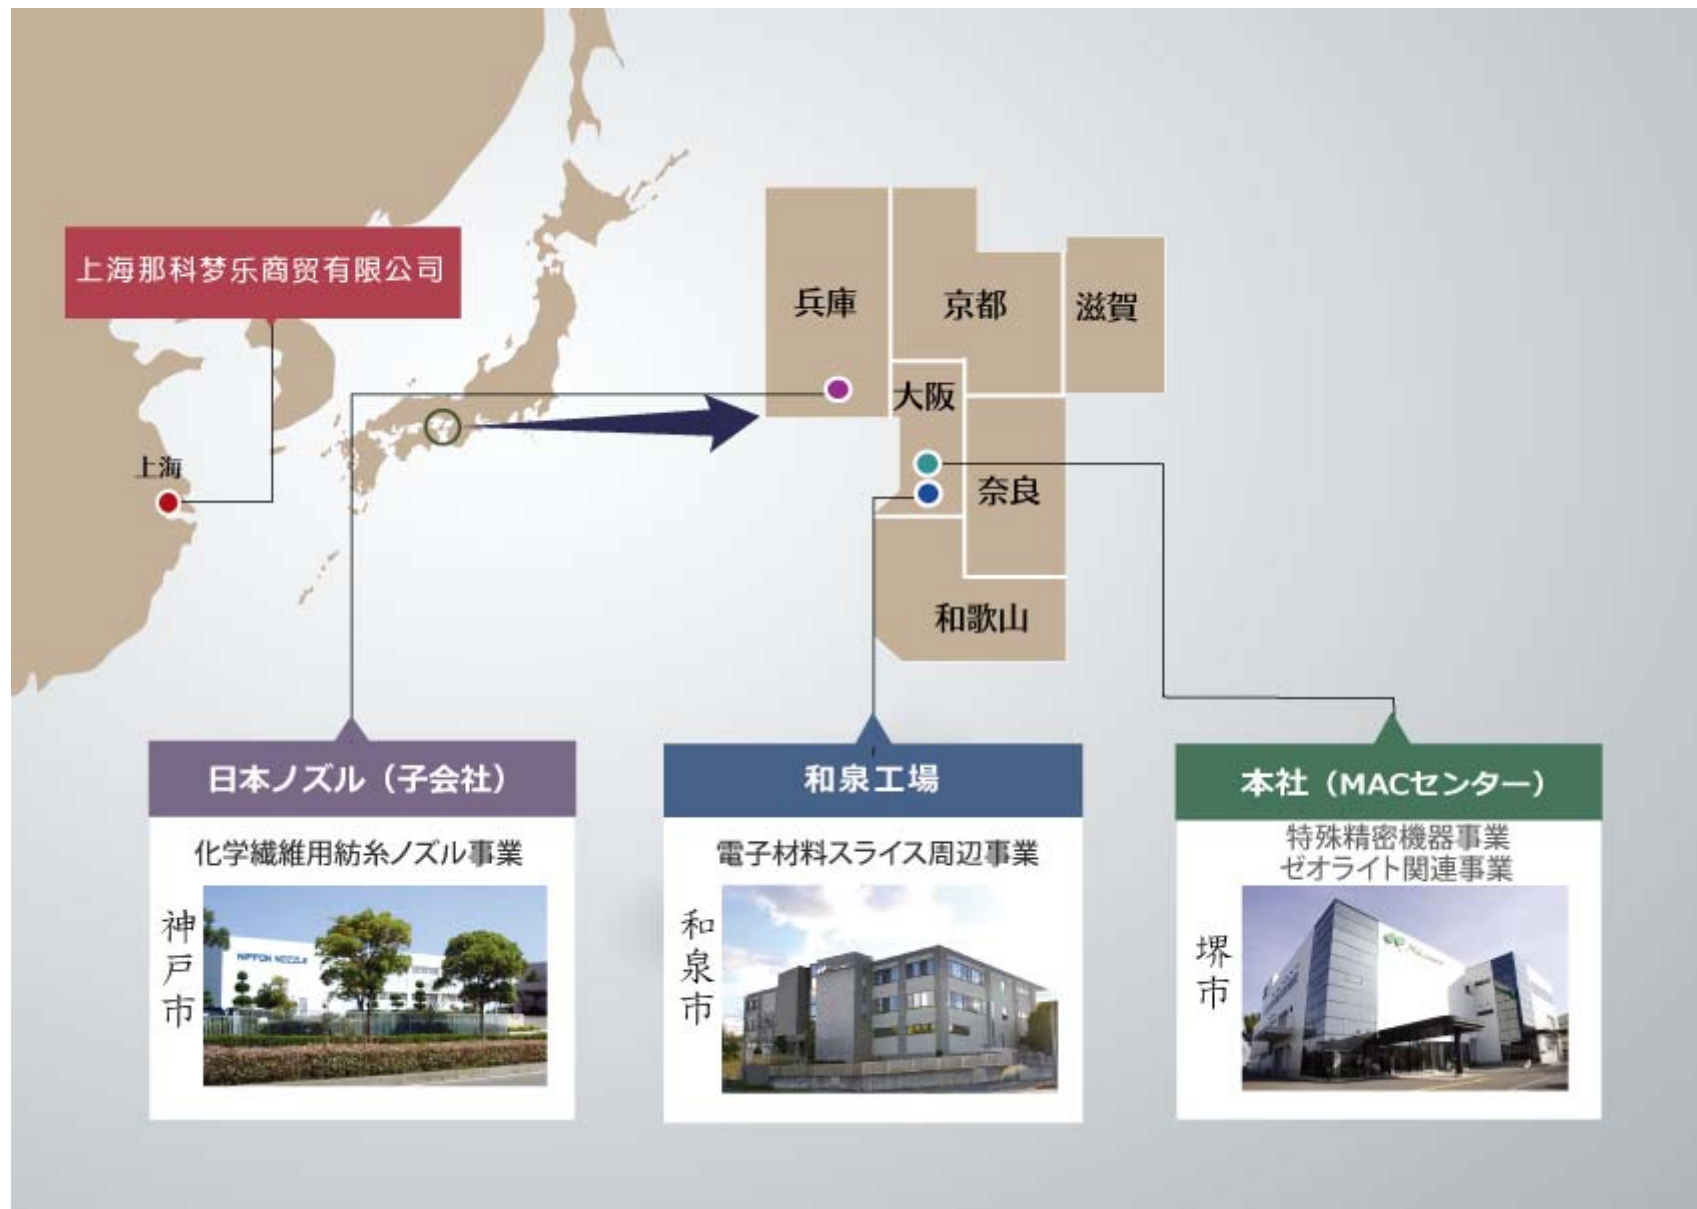 上海那科梦乐商贸有限公司
上海
兵庫
京都
滋賀
大阪
奈良
和歌山
日本ノズル（子会社）
化学繊維用紡糸ノズル事業
神戸市
NIPPON NOZZLE
和泉工場
電子材料スライス周辺事業
和泉市
本社（MACセンター）
特殊精密機器事業
ゼオライト関連事業
堺市